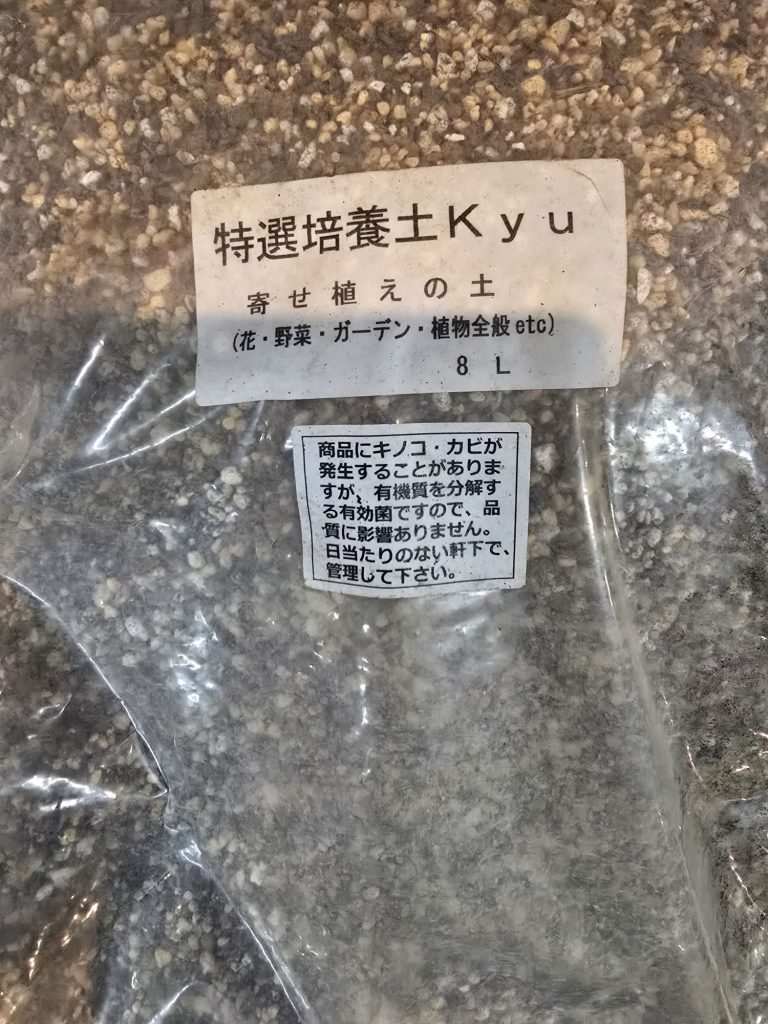 特選培養土Kyu
寄せ植えの土
(花・野菜・ガーデン・植物全般etc)
8 L
商品にキノコ・カビが
発生することがありま
すが、有機質を分解す
る有効菌ですので、品
質に影響ありません。
日当たりのない軒下で、
管理して下さい。